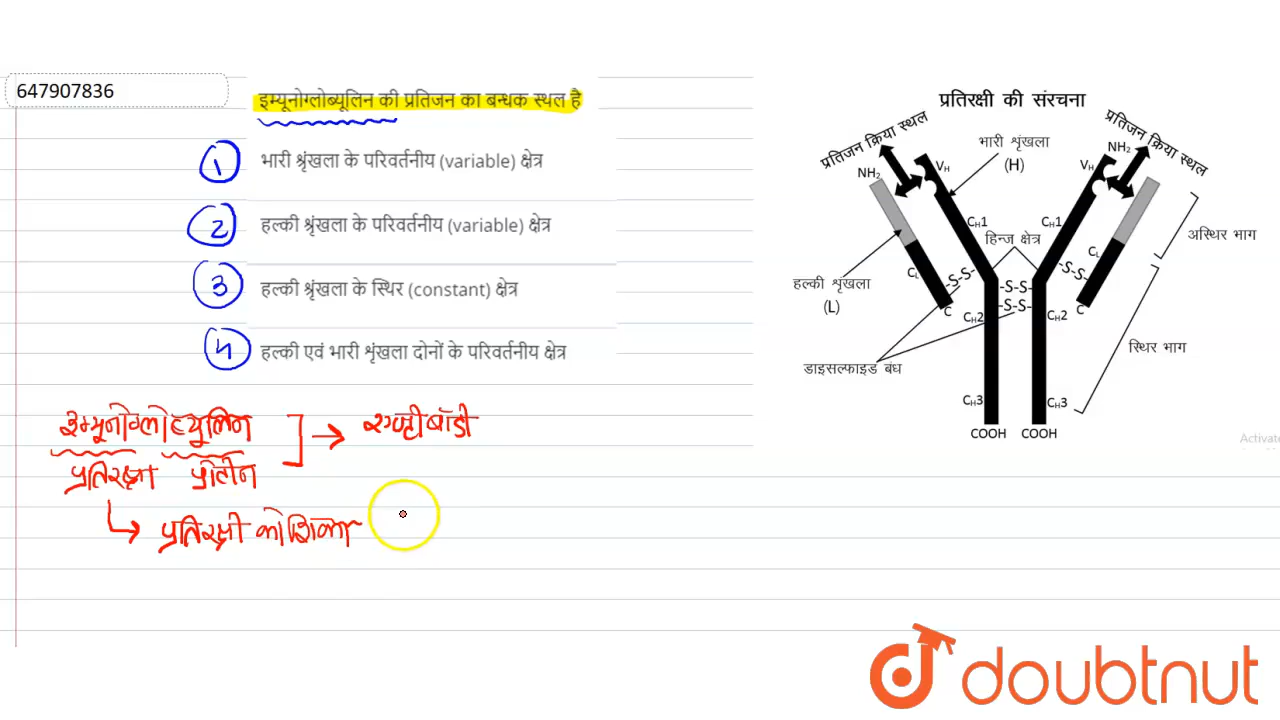 647907836
इम्यूनोग्लोब्यूलिन की प्रतिजन का बन्धक स्थल है
1 भारी श्रृंखला के परिवर्तनीय (variable) क्षेत्र
2 हल्की श्रृंखला के परिवर्तनीय (variable) क्षेत्र
3 हल्की श्रृंखला के स्थिर (constant) क्षेत्र
4 हल्की एवं भारी शृंखला दोनों के परिवर्तनीय क्षेत्र
इम्यूनोग्लोब्यूलिन
प्रतिरक्षा प्रोटीन
→ एण्टीबॉडी
प्रतिरक्षी कोशिका
प्रतिरक्षी की संरचना
प्रतिजन क्रिया स्थल
प्रतिजन क्रिया स्थल
भारी शृंखला
(H)
NH2
NH2
VH
VH
CH1
CH1
हिन्ज क्षेत्र
अस्थिर भाग
CL
CL
-S-S-
-S-S-
-S-S-
-S-S-
हल्की शृंखला
(L)
C
C
CH2
CH2
स्थिर भाग
डाइसल्फाइड बंध
CH3
CH3
COOH
COOH
Activate
doubtnut